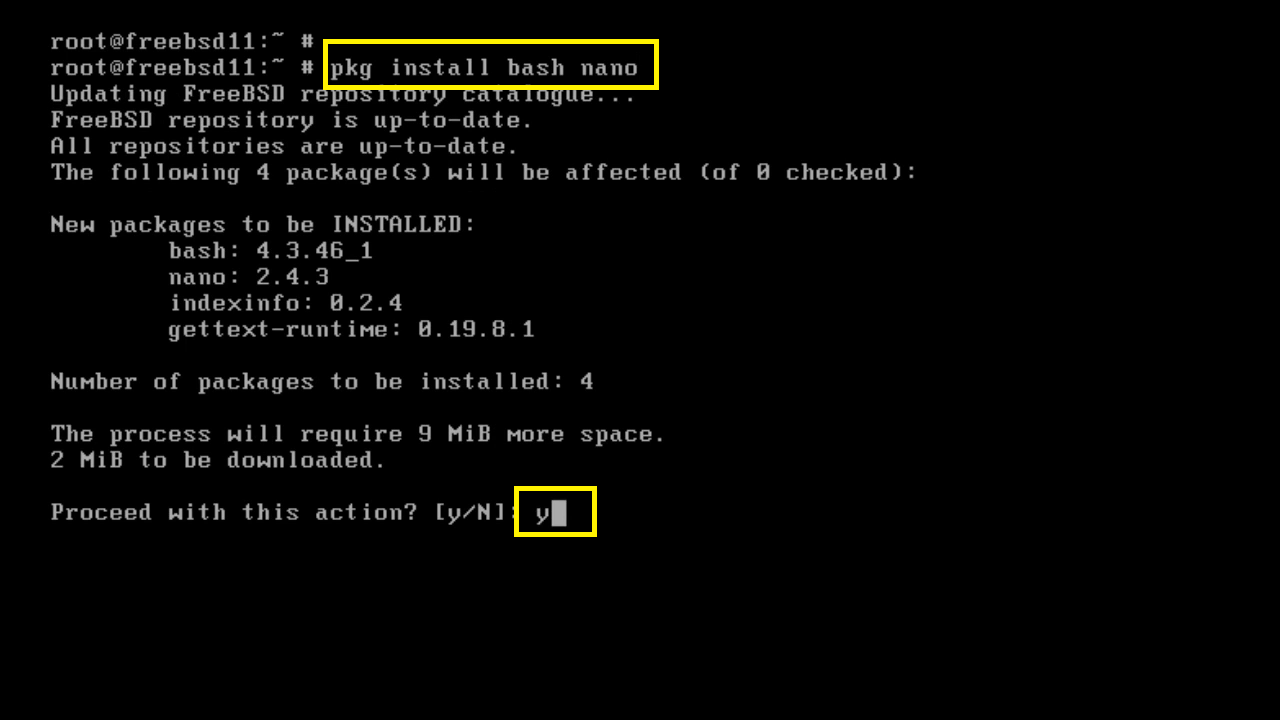 root@freebsd11:~ #
root@freebsd11:~ # pkg install bash nano
Updating FreeBSD repository catalogue...
FreeBSD repository is up-to-date.
All repositories are up-to-date.
The following 4 package(s) will be affected (of 0 checked):
New packages to be INSTALLED:
bash: 4.3.46_1
nano: 2.4.3
indexinfo: 0.2.4
gettext-runtime: 0.19.8.1
Number of packages to be installed: 4
The process will require 9 MiB more space.
2 MiB to be downloaded.
Proceed with this action? [y/N]: y